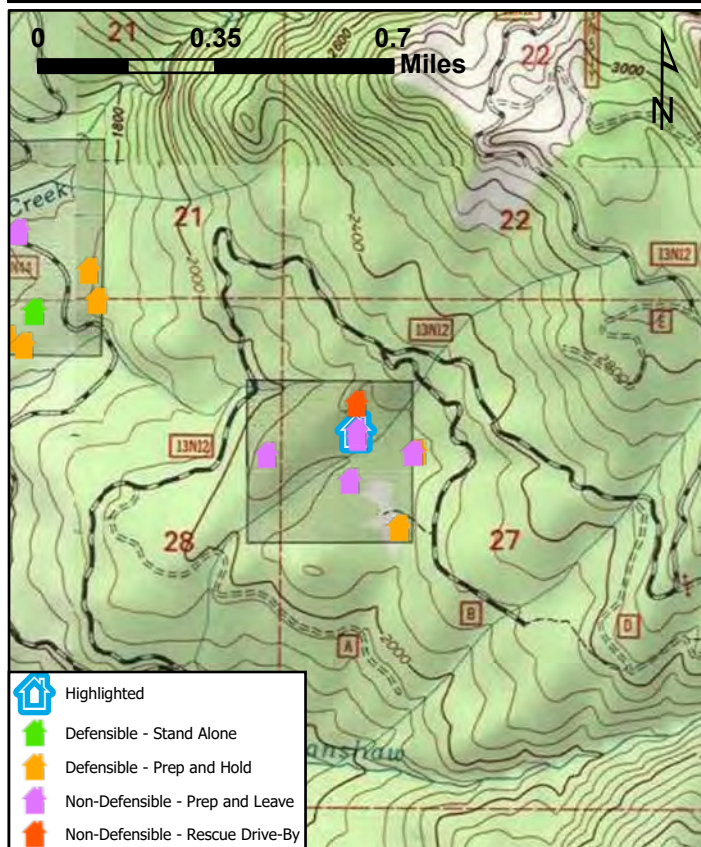 21
0 0.35 0.7
Miles
22
2600
3000
N
1800
Creek
21
22
2400
2000
13N12
13N12
E
2800
13N12
28
27
B
A
D
2000
Highlighted
Defensible - Stand Alone
Defensible - Prep and Hold
Non-Defensible - Prep and Leave
Non-Defensible - Rescue Drive-By